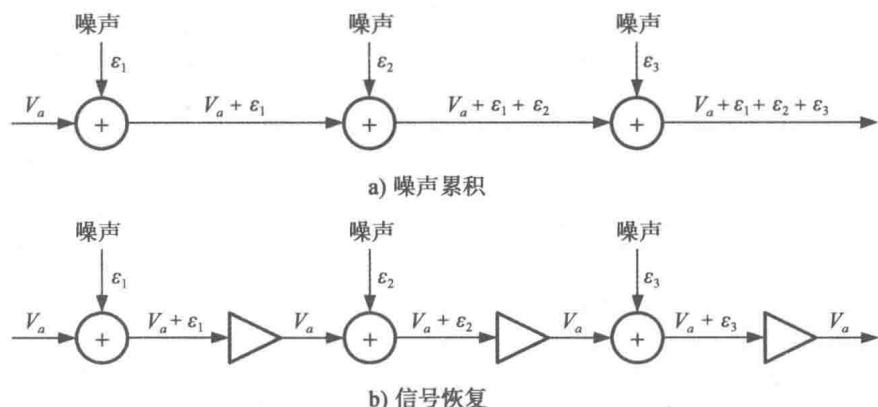 噪声 噪声 噪声
ε₁ ε₂ ε₃
Vₐ Vₐ + ε₁ Vₐ + ε₁ + ε₂ Vₐ + ε₁ + ε₂ + ε₃
+ + +
a) 噪声累积
噪声 噪声 噪声
ε₁ ε₂ ε₃
Vₐ Vₐ + ε₁ Vₐ Vₐ + ε₂ Vₐ Vₐ + ε₃ Vₐ
+ + +
b) 信号恢复